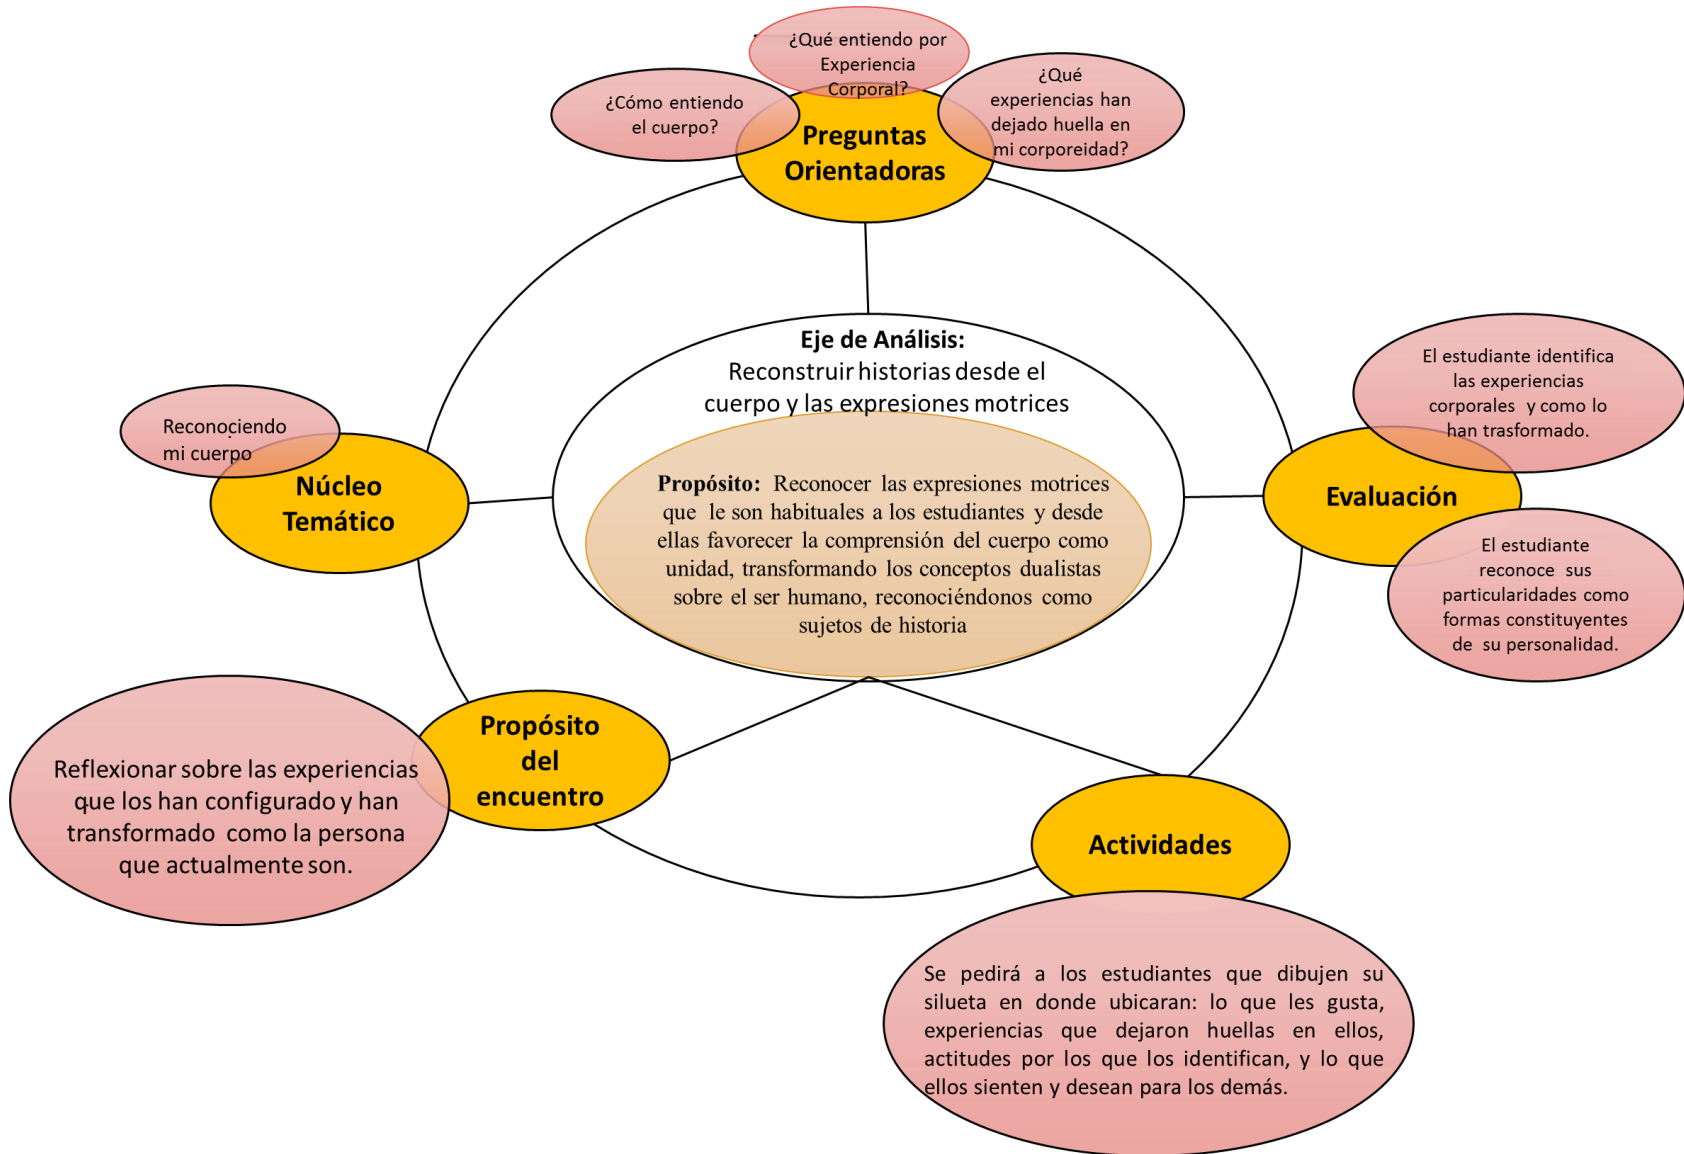 ¿Qué entiendo por
Experiencia
Corporal?
¿Cómo entiendo
el cuerpo?
¿Qué
experiencias han
dejado huella en
mi corporeidad?
Preguntas
Orientadoras
Eje de Análisis:
Reconstruir historias desde el
cuerpo y las expresiones motrices
Propósito: Reconocer las expresiones motrices
que le son habituales a los estudiantes y desde
ellas favorecer la comprensión del cuerpo como
unidad, transformando los conceptos dualistas
sobre el ser humano, reconociéndonos como
sujetos de historia
Reconociendo
mi cuerpo
Núcleo
Temático
El estudiante identifica
las experiencias
corporales y como lo
han trasformado.
Evaluación
El estudiante
reconoce sus
particularidades como
formas constituyentes
de su personalidad.
Propósito
del
encuentro
Reflexionar sobre las experiencias
que los han configurado y han
transformado como la persona
que actualmente son.
Actividades
Se pedirá a los estudiantes que dibujen su
silueta en donde ubicaran: lo que les gusta,
experiencias que dejaron huellas en ellos,
actitudes por los que los identifican, y lo que
ellos sienten y desean para los demás.